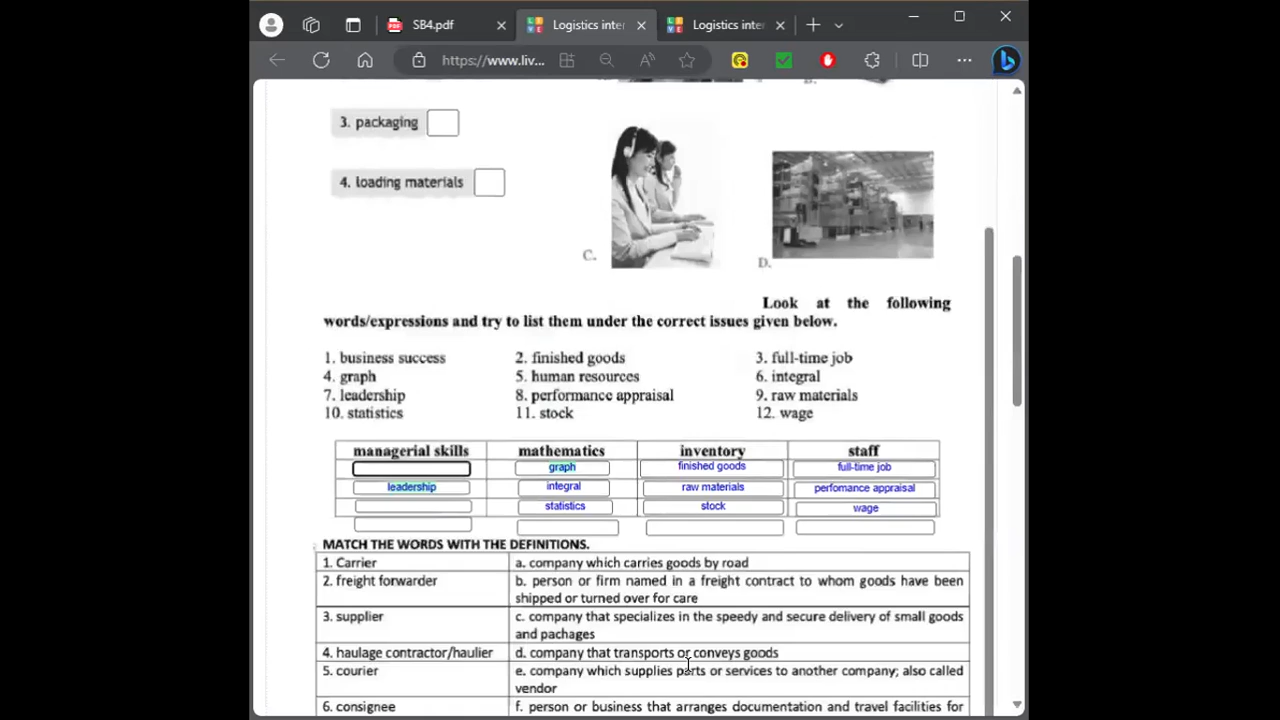 SB4.pdf
Logistics inter
Logistics inter
https://www.liv...
3. packaging
4. loading materials
C.
D.
Look at the following
words/expressions and try to list them under the correct issues given below.
1. business success 2. finished goods 3. full-time job
4. graph 5. human resources 6. integral
7. leadership 8. performance appraisal 9. raw materials
10. statistics 11. stock 12. wage
managerial skills mathematics inventory staff
graph finished goods full-time job
leadership integral raw materials perfomance appraisal
statistics stock wage
MATCH THE WORDS WITH THE DEFINITIONS.
1. Carrier a. company which carries goods by road
2. freight forwarder b. person or firm named in a freight contract to whom goods have been
shipped or turned over for care
3. supplier c. company that specializes in the speedy and secure delivery of small goods
and pachages
4. haulage contractor/haulier d. company that transports or conveys goods
5. courier e. company which supplies parts or services to another company; also called
vendor
6. consignee f. person or business that arranges documentation and travel facilities for